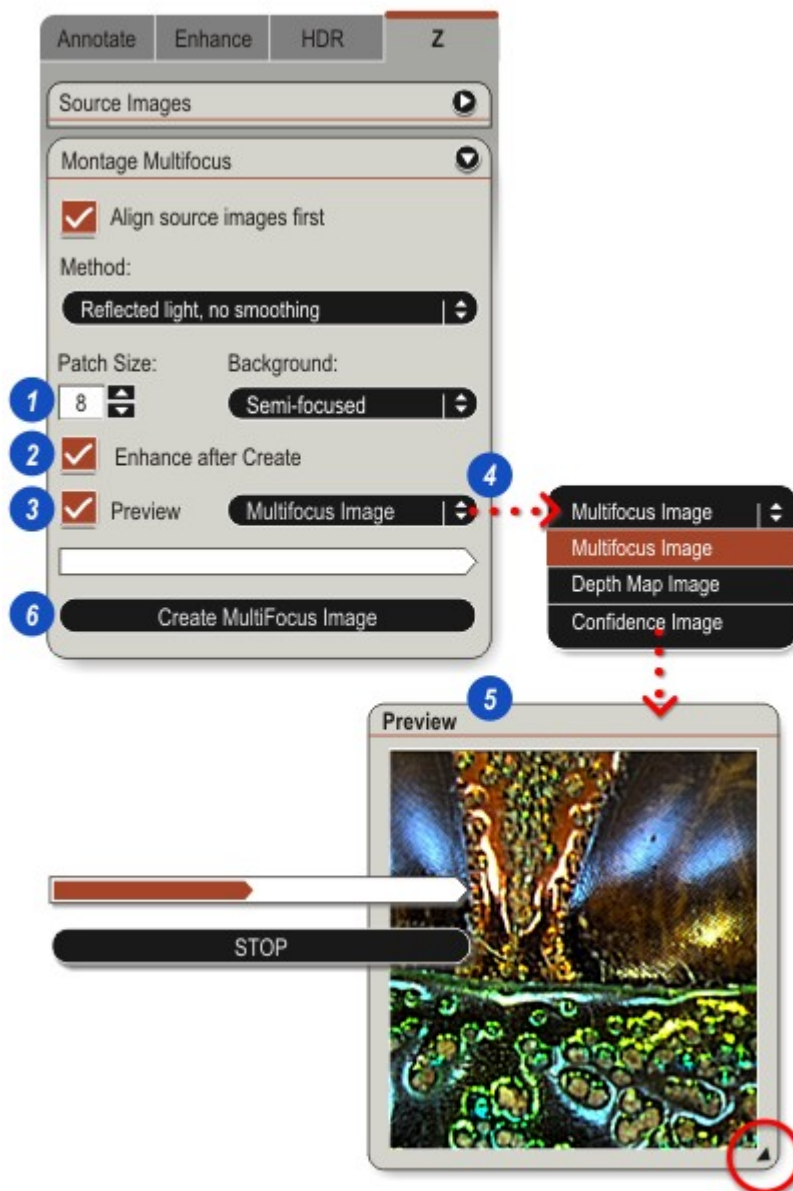 Annotate Enhance HDR Z
Source Images
Montage Multifocus
Align source images first
Method:
Reflected light, no smoothing
Patch Size: Background:
1 8 Semi-focused
2 Enhance after Create
3 Preview Multifocus Image 4
Multifocus Image
Multifocus Image
Depth Map Image
Confidence Image
6 Create MultiFocus Image
5
Preview
STOP